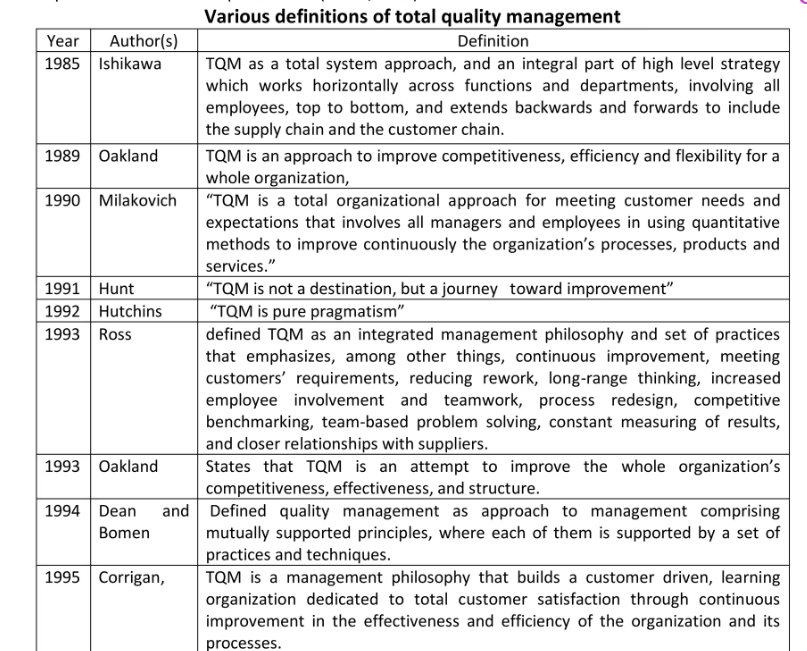 Various definitions of total quality management
Year Author(s) Definition
1985 Ishikawa TQM as a total system approach, and an integral part of high level strategy
which works horizontally across functions and departments, involving all
employees, top to bottom, and extends backwards and forwards to include
the supply chain and the customer chain.
1989 Oakland TQM is an approach to improve competitiveness, efficiency and flexibility for a
whole organization,
1990 Milakovich “TQM is a total organizational approach for meeting customer needs and
expectations that involves all managers and employees in using quantitative
methods to improve continuously the organization’s processes, products and
services.”
1991 Hunt “TQM is not a destination, but a journey toward improvement”
1992 Hutchins “TQM is pure pragmatism”
1993 Ross defined TQM as an integrated management philosophy and set of practices
that emphasizes, among other things, continuous improvement, meeting
customers’ requirements, reducing rework, long-range thinking, increased
employee involvement and teamwork, process redesign, competitive
benchmarking, team-based problem solving, constant measuring of results,
and closer relationships with suppliers.
1993 Oakland States that TQM is an attempt to improve the whole organization’s
competitiveness, effectiveness, and structure.
1994 Dean and Defined quality management as approach to management comprising
Bomen mutually supported principles, where each of them is supported by a set of
practices and techniques.
1995 Corrigan, TQM is a management philosophy that builds a customer driven, learning
organization dedicated to total customer satisfaction through continuous
improvement in the effectiveness and efficiency of the organization and its
processes.